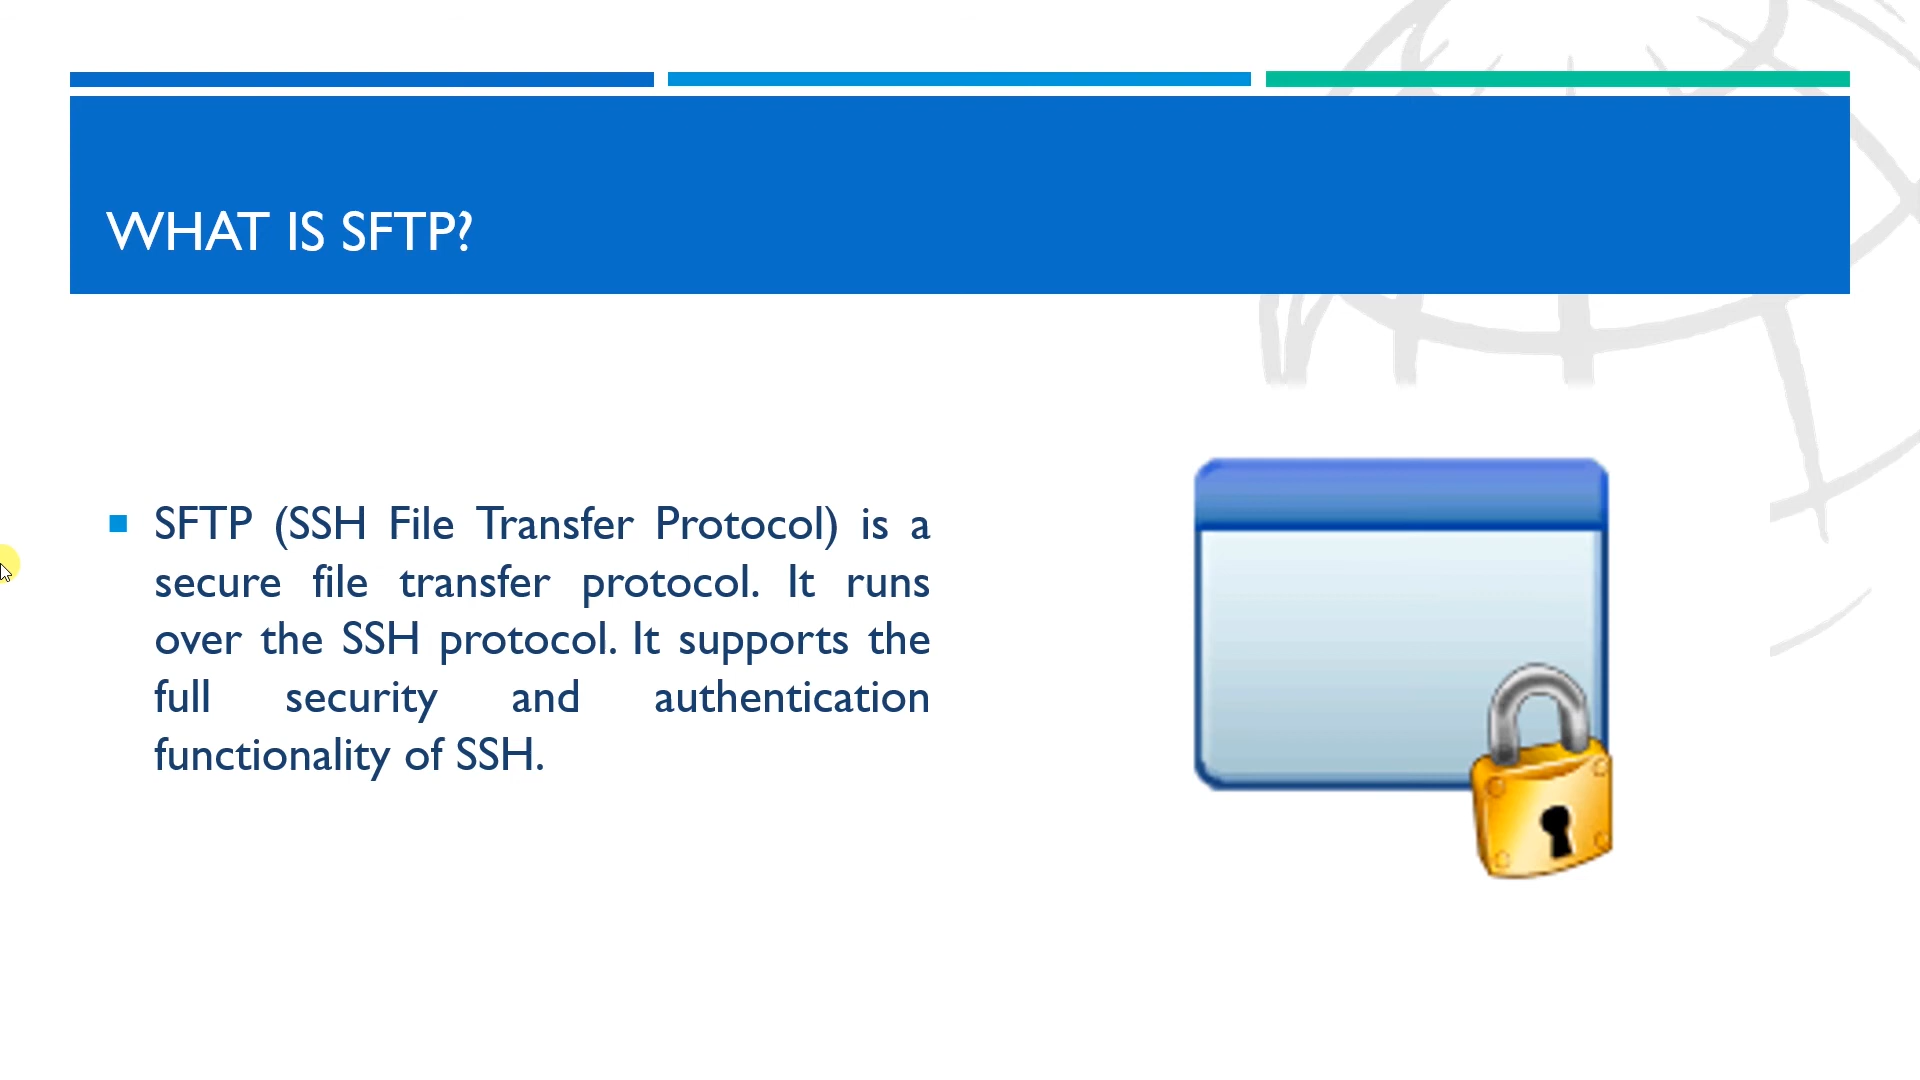 WHAT IS SFTP?
SFTP (SSH File Transfer Protocol) is a
secure file transfer protocol. It runs
over the SSH protocol. It supports the
full security and authentication
functionality of SSH.